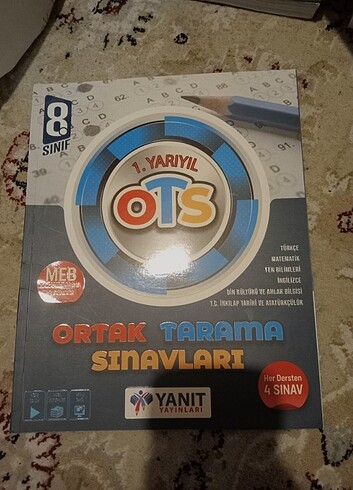 8.
SINIF
1. YARIYIL
OTS
TÜRKÇE
MATEMATİK
FEN BİLİMLERİ
İNGİLİZCE
DİN KÜLTÜRÜ VE AHLAK BİLGİSİ
T.C. İNKILAP TARİHİ VE ATATÜRKÇÜLÜK
MEB
ORTAK TARAMA
SINAVLARI
Her Dersten
4 SINAV
YANIT
YAYINLARI